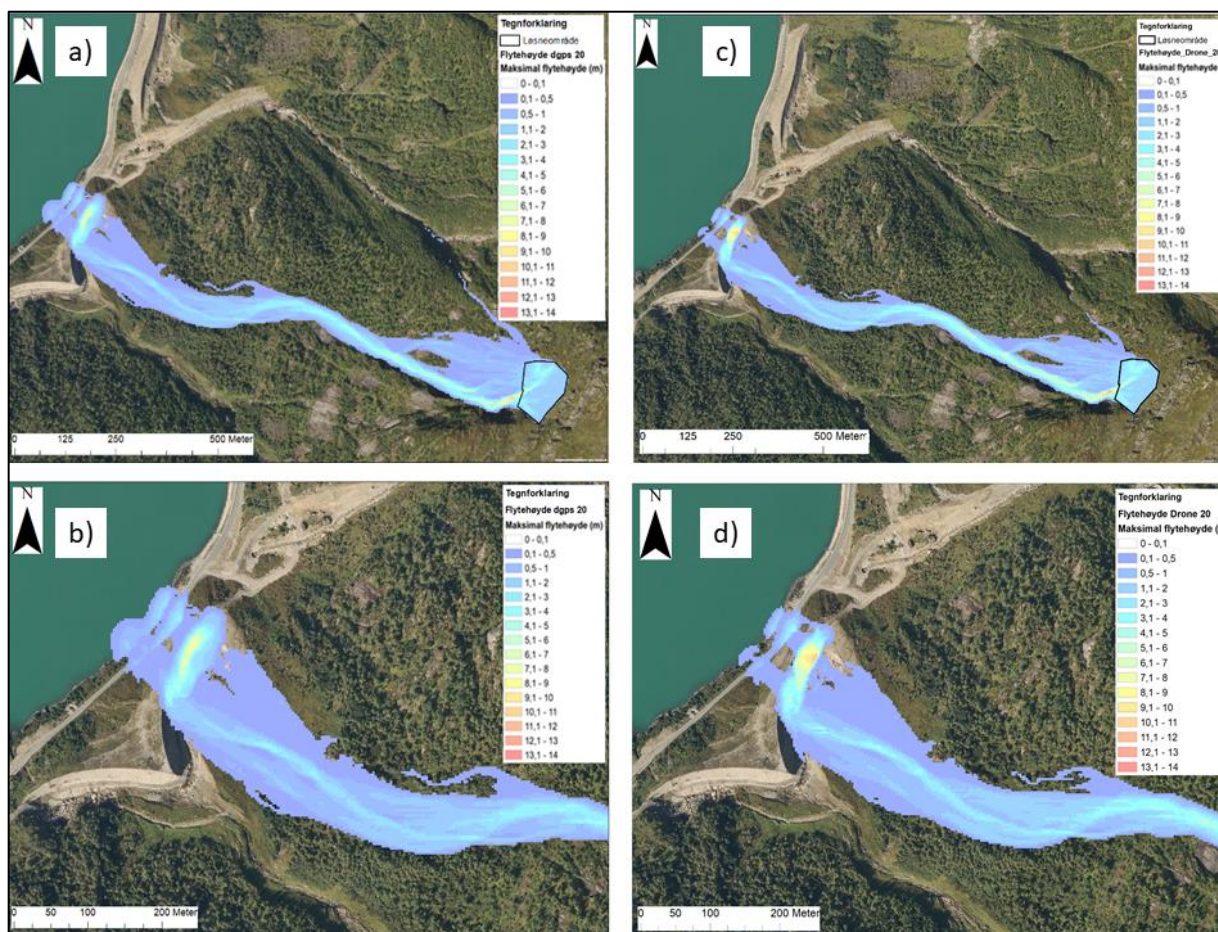 N
a)
Tegnforklaring
Løsneområde
Flytehøyde dgps 20
Maksimal flytehøyde (m)
0 - 0,1
0,1 - 0,5
0,5 - 1
1,1 - 2
2,1 - 3
3,1 - 4
4,1 - 5
5,1 - 6
6,1 - 7
7,1 - 8
8,1 - 9
9,1 - 10
10,1 - 11
11,1 - 12
12,1 - 13
13,1 - 14
0 125 250 500 Meter
N
c)
Tegnforklaring
Løsneområde
Flytehøyde_Drone_20
Maksimal flytehøyde
0 - 0,1
0,1 - 0,5
0,5 - 1
1,1 - 2
2,1 - 3
3,1 - 4
4,1 - 5
5,1 - 6
6,1 - 7
7,1 - 8
8,1 - 9
9,1 - 10
10,1 - 11
11,1 - 12
12,1 - 13
13,1 - 14
0 125 250 500 Meter
N
b)
Tegnforklaring
Flytehøyde dgps 20
Maksimal flytehøyde (m)
0 - 0,1
0,1 - 0,5
0,5 - 1
1,1 - 2
2,1 - 3
3,1 - 4
4,1 - 5
5,1 - 6
6,1 - 7
7,1 - 8
8,1 - 9
9,1 - 10
10,1 - 11
11,1 - 12
12,1 - 13
13,1 - 14
0 50 100 200 Meter
N
d)
Tegnforklaring
Flytehøyde Drone 20
Maksimal flytehøyde (
0 - 0,1
0,1 - 0,5
0,5 - 1
1,1 - 2
2,1 - 3
3,1 - 4
4,1 - 5
5,1 - 6
6,1 - 7
7,1 - 8
8,1 - 9
9,1 - 10
10,1 - 11
11,1 - 12
12,1 - 13
13,1 - 14
0 50 100 200 Meter